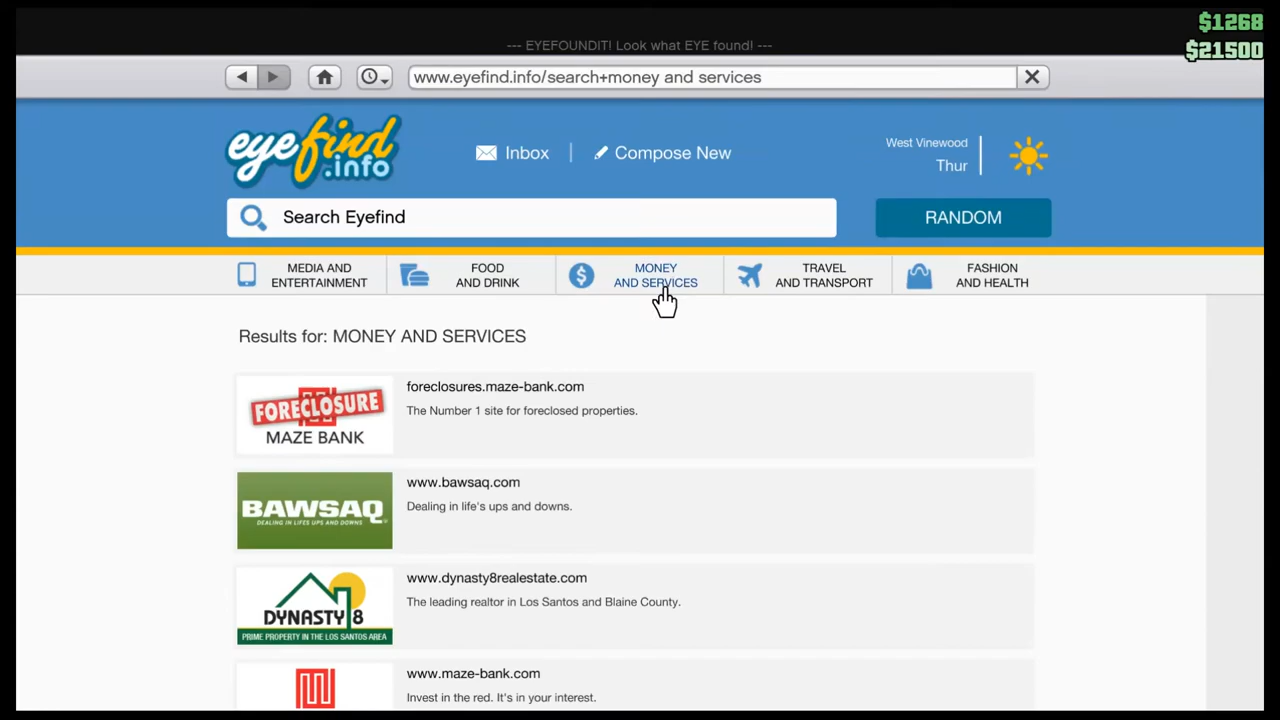 $1268
--- EYEFOUNDIT! Look what EYE found! ---
$21500
www.eyefind.info/search+money and services
eyefind
.info
Inbox
Compose New
West Vinewood
Thur
Search Eyefind
RANDOM
MEDIA AND
ENTERTAINMENT
FOOD
AND DRINK
MONEY
AND SERVICES
TRAVEL
AND TRANSPORT
FASHION
AND HEALTH
Results for: MONEY AND SERVICES
FORECLOSURE
MAZE BANK
foreclosures.maze-bank.com
The Number 1 site for foreclosed properties.
BAWSAQ
DEALING IN LIFE'S UPS AND DOWNS
www.bawsaq.com
Dealing in life's ups and downs.
DYNASTY 8
PRIME PROPERTY IN THE LOS SANTOS AREA
www.dynasty8realestate.com
The leading realtor in Los Santos and Blaine County.
www.maze-bank.com
Invest in the red. It's in your interest.